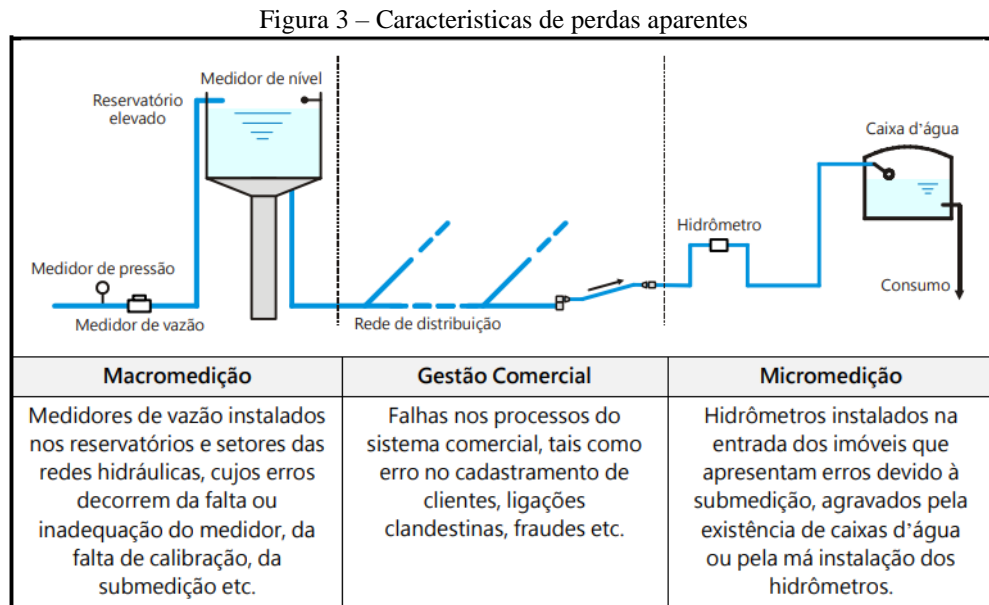 Figura 3 – Caracteristicas de perdas aparentes
Medidor de nível
Reservatório
elevado
Caixa d'água
Hidrômetro
Medidor de pressão
Consumo
Medidor de vazão
Rede de distribuição
Macromedição
Medidores de vazão instalados
nos reservatórios e setores das
redes hidráulicas, cujos erros
decorrem da falta ou
inadequação do medidor, da
falta de calibração, da
submedição etc.
Gestão Comercial
Falhas nos processos do
sistema comercial, tais como
erro no cadastramento de
clientes, ligações
clandestinas, fraudes etc.
Micromedição
Hidrômetros instalados na
entrada dos imóveis que
apresentam erros devido à
submedição, agravados pela
existência de caixas d'água
ou pela má instalação dos
hidrômetros.